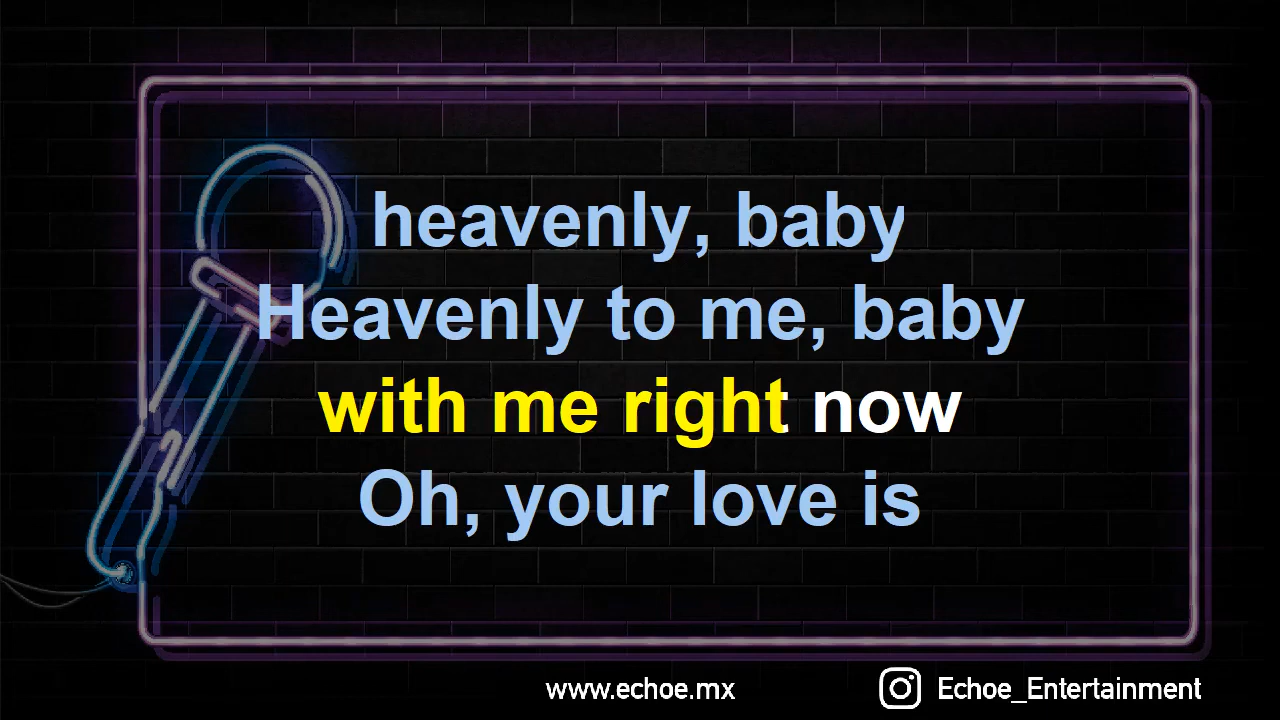 heavenly, baby
Heavenly to me, baby
with me right now
Oh, your love is
www.echoe.mx
Echoe_Entertainment